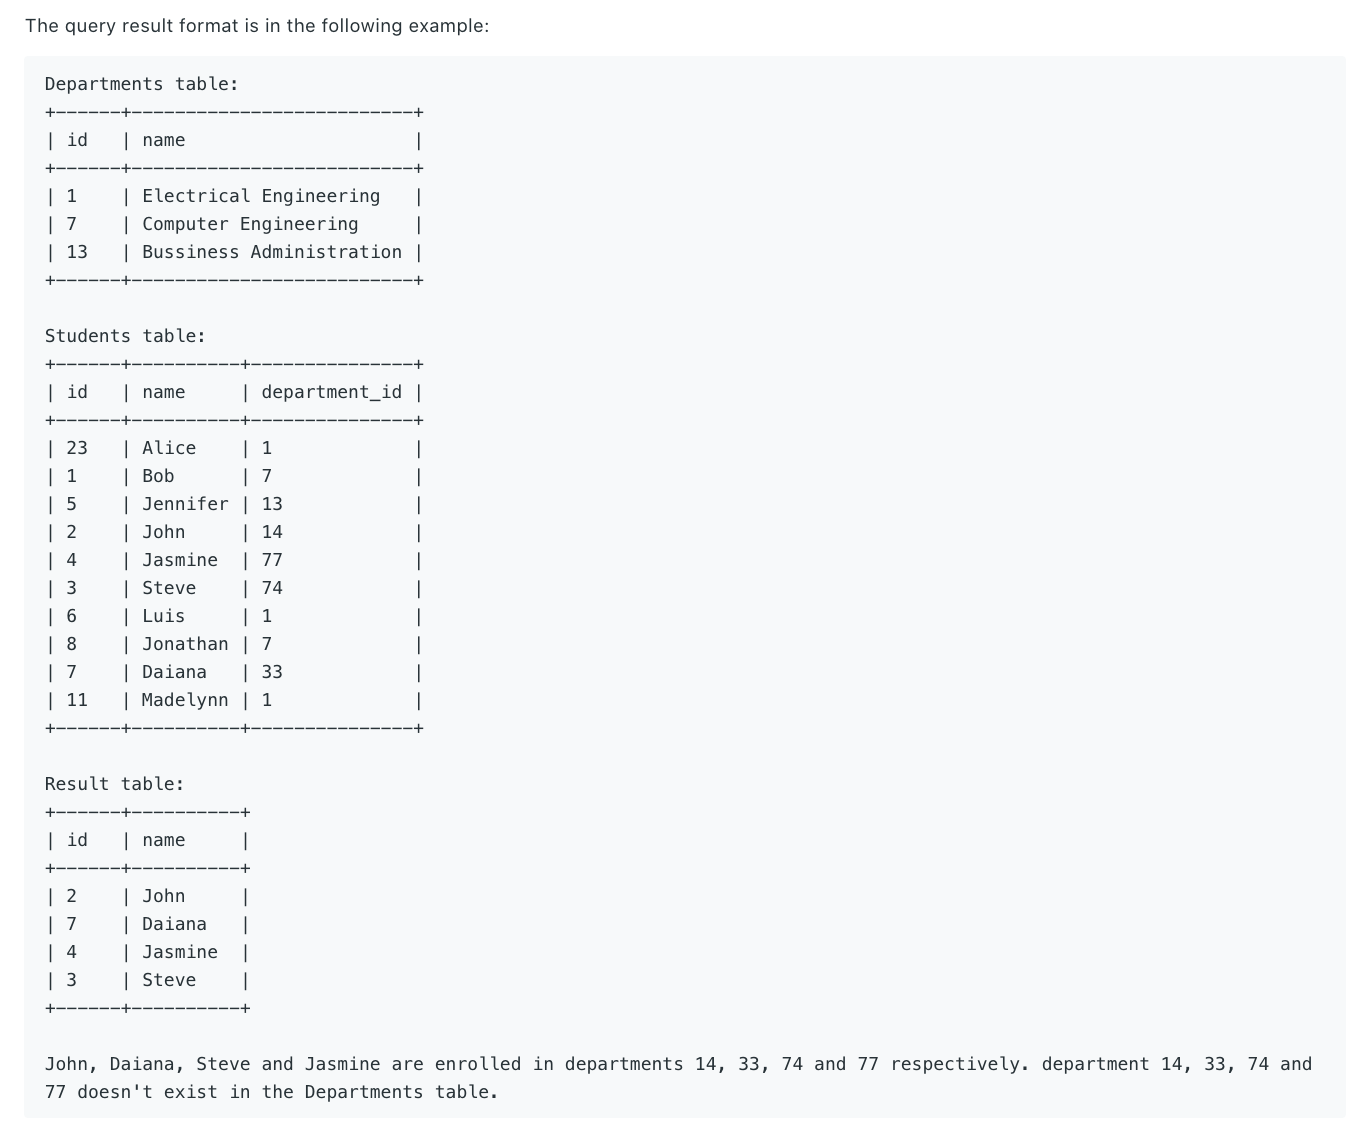 The query result format is in the following example:
Departments table:
+------+--------------------------+
| id   | name                     |
+------+--------------------------+
| 1    | Electrical Engineering   |
| 7    | Computer Engineering     |
| 13   | Bussiness Administration |
+------+--------------------------+
Students table:
+------+----------+---------------+
| id   | name     | department_id |
+------+----------+---------------+
| 23   | Alice    | 1             |
| 1    | Bob      | 7             |
| 5    | Jennifer | 13            |
| 2    | John     | 14            |
| 4    | Jasmine  | 77            |
| 3    | Steve    | 74            |
| 6    | Luis     | 1             |
| 8    | Jonathan | 7             |
| 7    | Daiana   | 33            |
| 11   | Madelynn | 1             |
+------+----------+---------------+
Result table:
+------+----------+
| id   | name     |
+------+----------+
| 2    | John     |
| 7    | Daiana   |
| 4    | Jasmine  |
| 3    | Steve    |
+------+----------+
John, Daiana, Steve and Jasmine are enrolled in departments 14, 33, 74 and 77 respectively. department 14, 33, 74 and
77 doesn't exist in the Departments table.